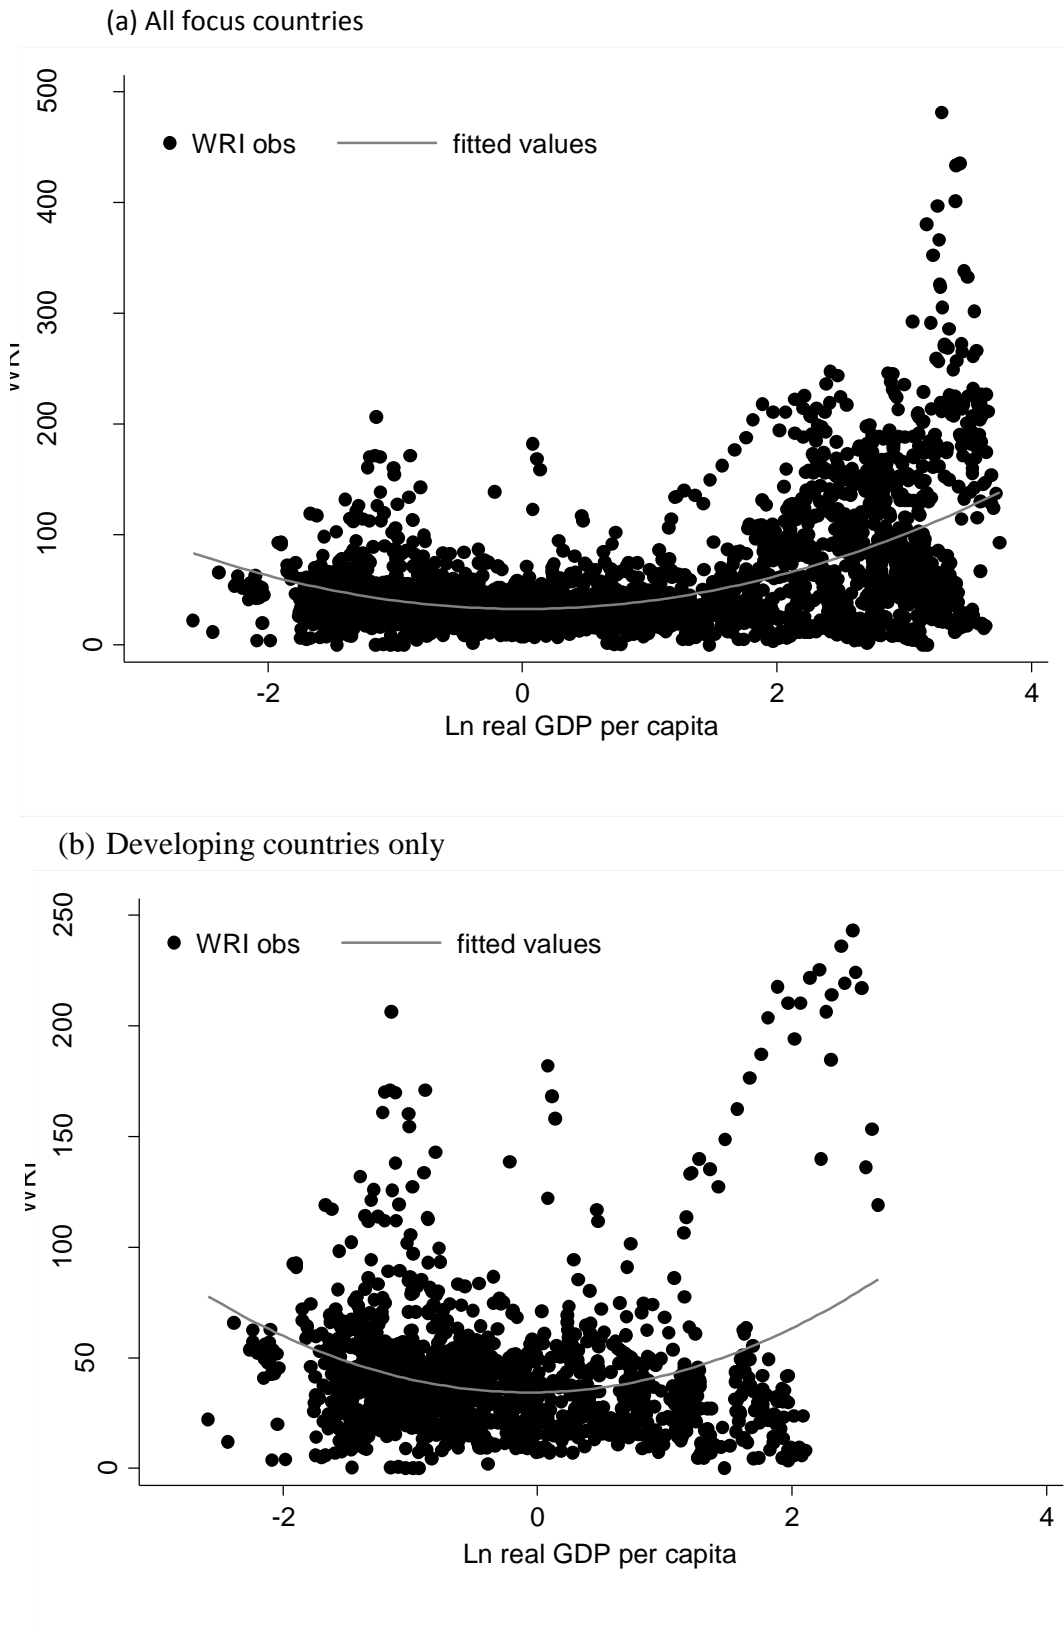 (a) All focus countries
500
WRI obs
fitted values
400
300
WRI
200
100
0
-2
0
2
4
Ln real GDP per capita
(b) Developing countries only
250
WRI obs
fitted values
200
150
WRI
100
50
0
-2
0
2
4
Ln real GDP per capita